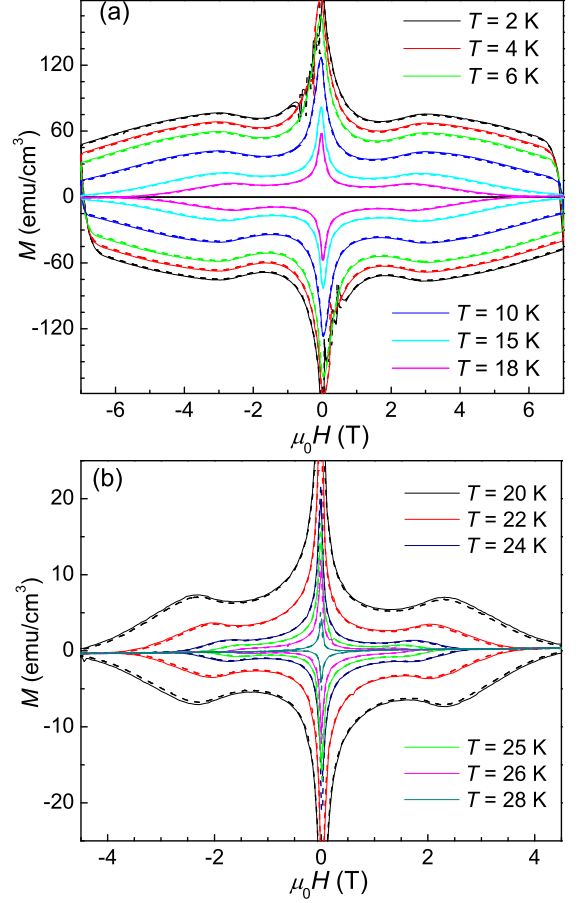 (a)
T = 2 K
T = 4 K
T = 6 K
120
60
0
-60
-120
M (emu/cm³)
T = 10 K
T = 15 K
T = 18 K
-6 -4 -2 0 2 4 6
μ₀H (T)
(b)
T = 20 K
T = 22 K
T = 24 K
20
10
0
-10
-20
M (emu/cm³)
T = 25 K
T = 26 K
T = 28 K
-4 -2 0 2 4
μ₀H (T)